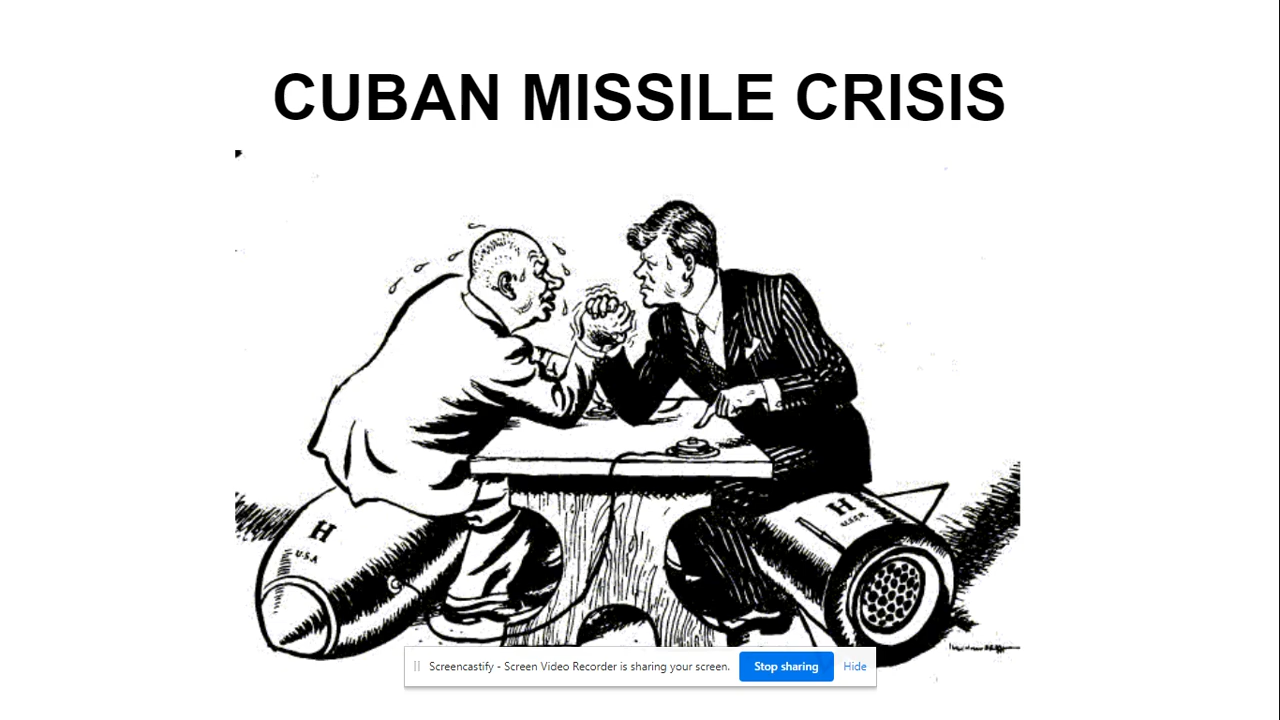 CUBAN MISSILE CRISIS
H
U.S.A
H
U.S.S.R.
Screencastify - Screen Video Recorder is sharing your screen.
Stop sharing
Hide